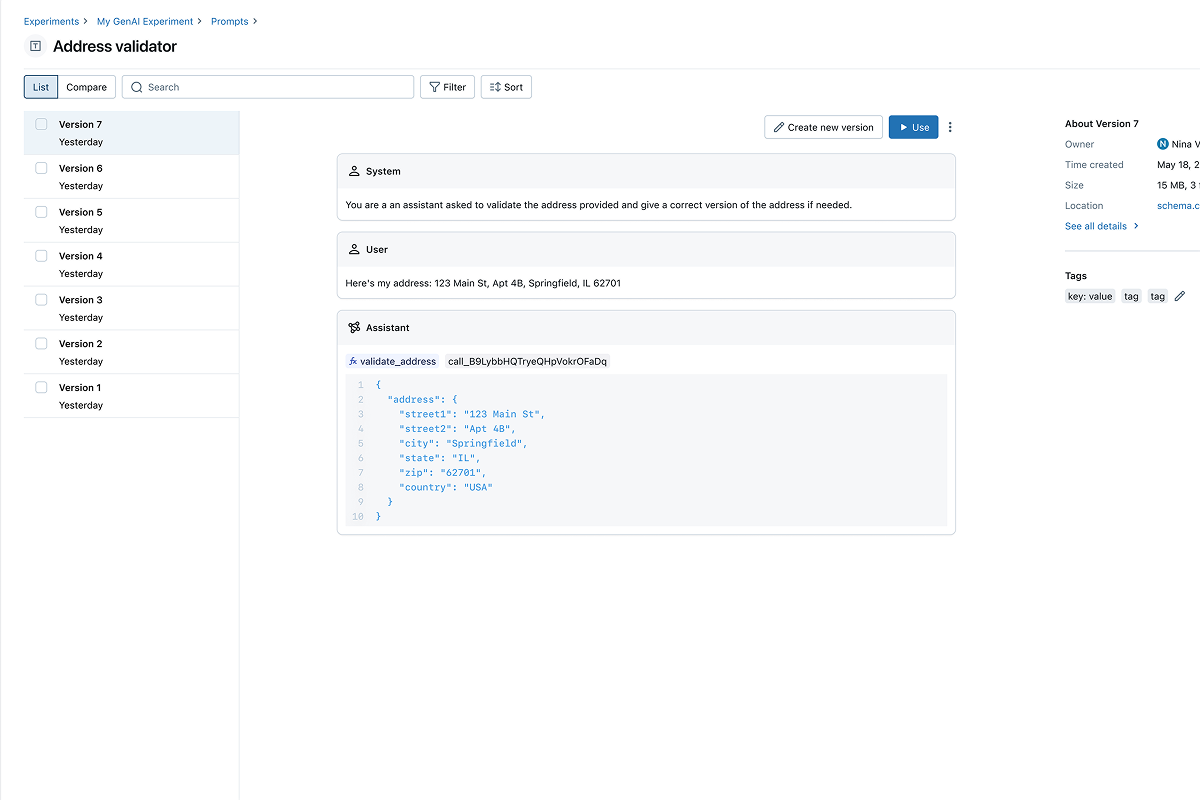 Experiments
My GenAI Experiment
Prompts
Address validator
List
Compare
Search
Filter
Sort
Version 7
Yesterday
Version 6
Yesterday
Version 5
Yesterday
Version 4
Yesterday
Version 3
Yesterday
Version 2
Yesterday
Version 1
Yesterday
Create new version
Use
System
You are a an assistant asked to validate the address provided and give a correct version of the address if needed.
User
Here's my address: 123 Main St, Apt 4B, Springfield, IL 62701
Assistant
fx validate_address call_B9LybbHQTryeQHpVokrOFaDq
1 {
2 "address": {
3 "street1": "123 Main St",
4 "street2": "Apt 4B",
5 "city": "Springfield",
6 "state": "IL",
7 "zip": "62701",
8 "country": "USA"
9 }
10 }
About Version 7
Owner N Nina V
Time created May 18, 2
Size 15 MB, 3
Location schema.c
See all details
Tags
key: value tag tag